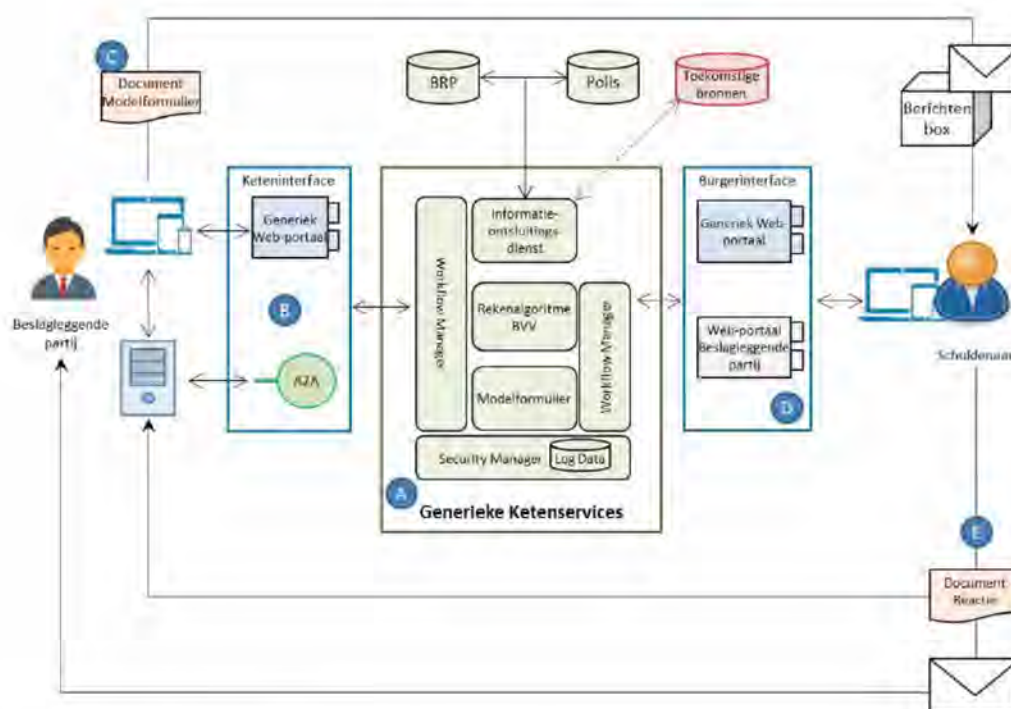 C
Document
Modelformulier
BRP
Polis
Toekomstige
bronnen
Berichten
box
Keteninterface
Generiek
Web-portaal
B
A2A
Beslagleggende
partij
Workflow Manager
Informatie-
ontsluitings
dienst
Rekenalgoritme
BVV
Modelformulier
Workflow Manager
Security Manager
Log Data
A
Generieke Ketenservices
Burgerinterface
Generiek Web-
portaal
Web-portaal
Beslagleggende
partij
D
Schuldenaar
E
Document
Reactie